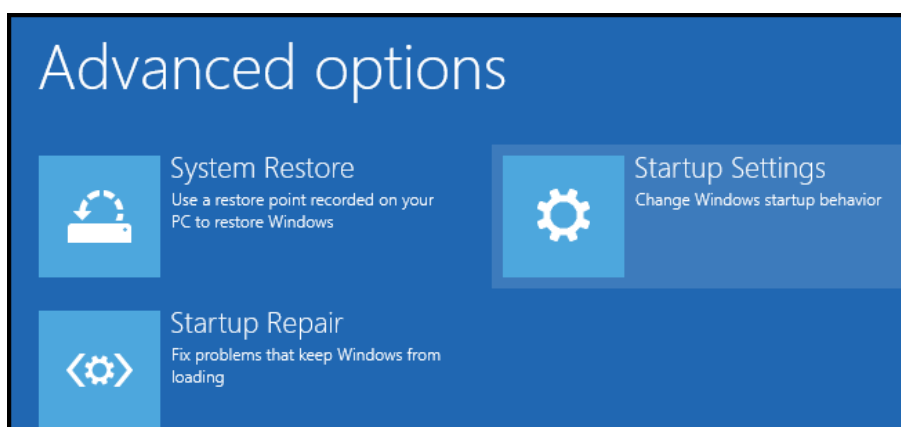 Advanced options
System Restore
Use a restore point recorded on your
PC to restore Windows
Startup Settings
Change Windows startup behavior
Startup Repair
Fix problems that keep Windows from
loading